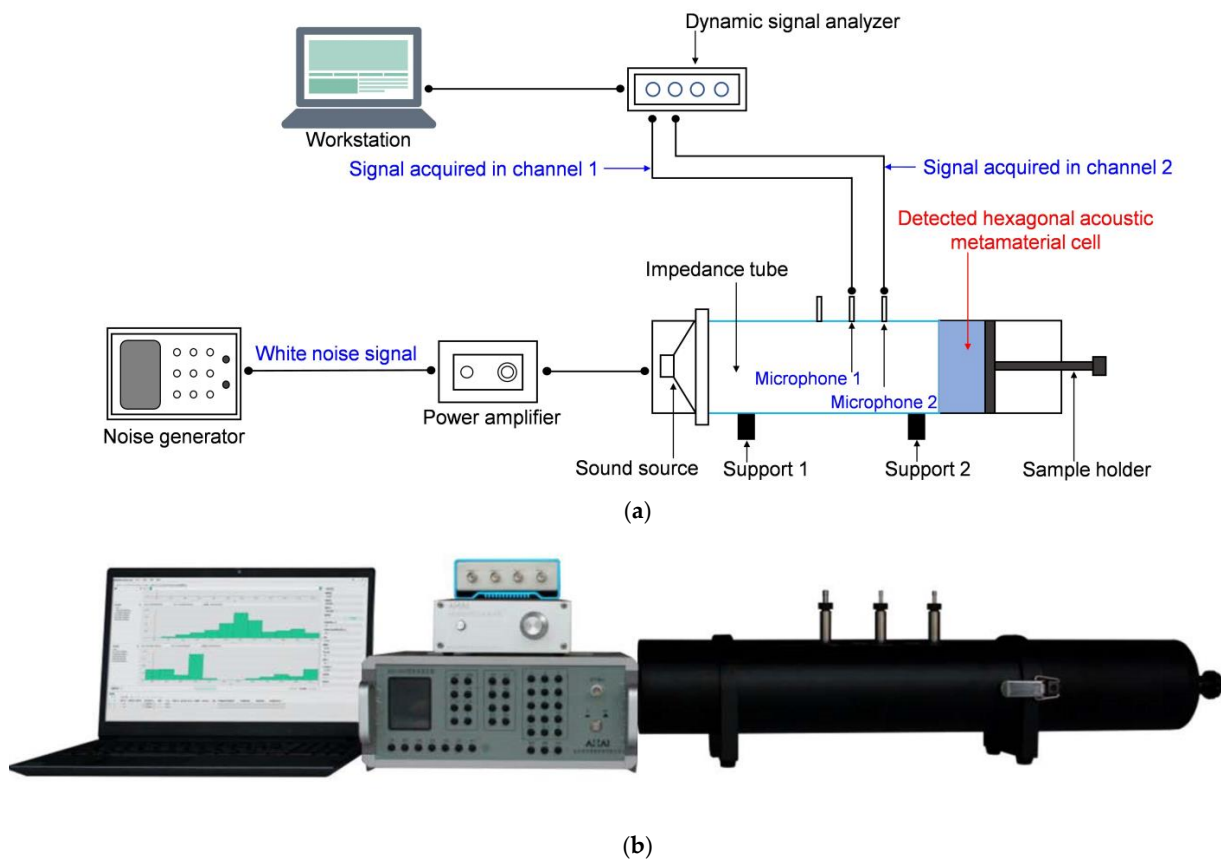 Dynamic signal analyzer
Workstation
Signal acquired in channel 1
Signal acquired in channel 2
Detected hexagonal acoustic
metamaterial cell
Impedance tube
White noise signal
Microphone 1
Microphone 2
Noise generator
Power amplifier
Sound source
Support 1
Support 2
Sample holder
(a)
(b)